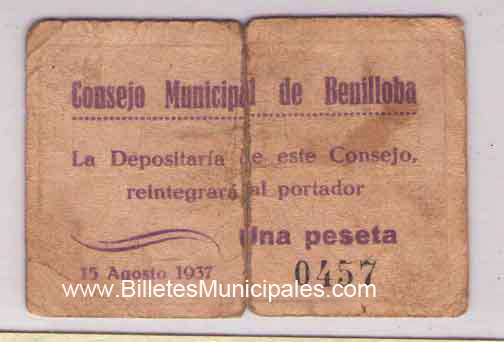 Consejo Municipal de Benilloba
La Depositaría de este Consejo,
reintegrará al portador
Una peseta
15 Agosto 1937
0457
www.BilletesMunicipales.com